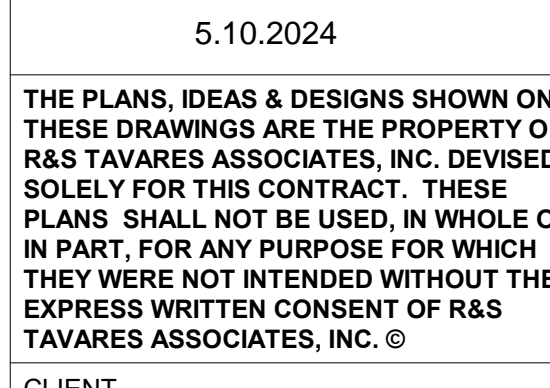 5.10.2024
THE PLANS, IDEAS & DESIGNS SHOWN ON
THESE DRAWINGS ARE THE PROPERTY O
R&S TAVARES ASSOCIATES, INC. DEVISED
SOLELY FOR THIS CONTRACT. THESE
PLANS SHALL NOT BE USED, IN WHOLE O
IN PART, FOR ANY PURPOSE FOR WHICH
THEY WERE NOT INTENDED WITHOUT THE
EXPRESS WRITTEN CONSENT OF R&S
TAVARES ASSOCIATES, INC. ©
CLIENT